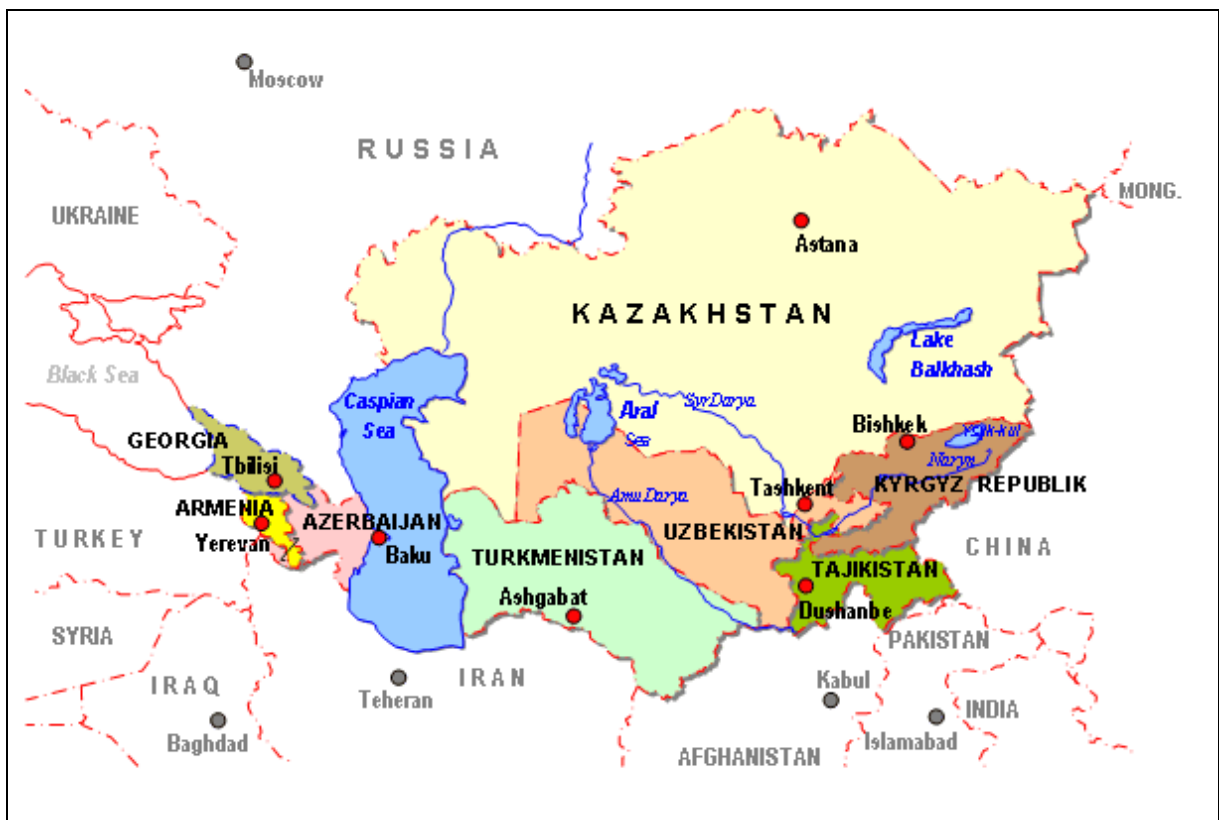 Moscow
RUSSIA
MONG.
UKRAINE
Astana
KAZAKHSTAN
Lake
Balkhash
Black Sea
Caspian
Sea
Aral
Sea
SyrDarya
Bishkek
GEORGIA
Tbilisi
Naryn
Tashkent
KYRGYZ REPUBLIK
Amu Darya
ARMENIA
AZERBAIJAN
UZBEKISTAN
TURKEY
Yerevan
Baku
CHINA
TURKMENISTAN
TAJIKISTAN
Ashgabat
Dushanbe
SYRIA
PAKISTAN
IRAQ
IRAN
Teheran
Kabul
INDIA
Baghdad
Islamabad
AFGHANISTAN